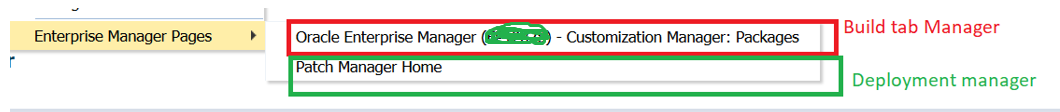 Enterprise Manager Pages
Oracle Enterprise Manager () - Customization Manager: Packages
Build tab Manager
Patch Manager Home
Deployment manager